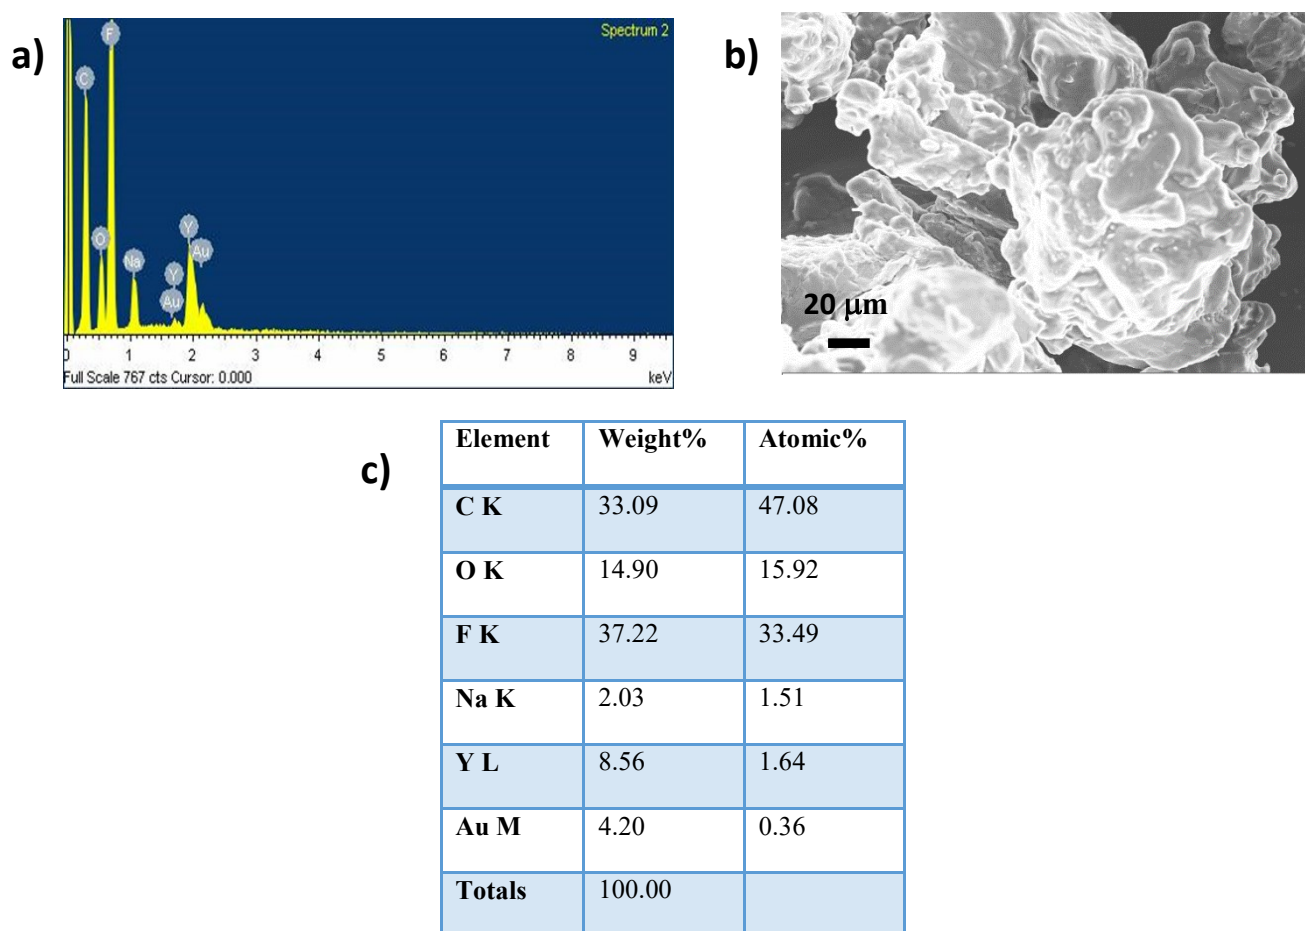 a)
Spectrum 2
F
C
O
Na
Y
Au
Y
Au
0 1 2 3 4 5 6 7 8 9
Full Scale 767 cts Cursor: 0.000 keV
b)
20 μm
c)
Element Weight% Atomic%
C K 33.09 47.08
O K 14.90 15.92
F K 37.22 33.49
Na K 2.03 1.51
Y L 8.56 1.64
Au M 4.20 0.36
Totals 100.00